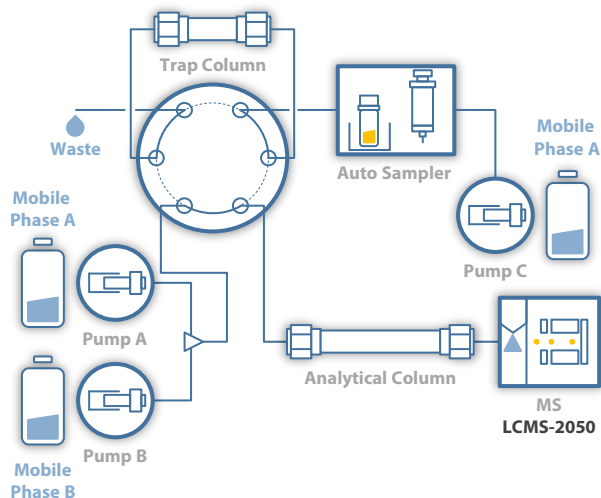 Trap Column
Waste
Auto Sampler
Mobile
Phase A
Pump C
Mobile
Phase A
Pump A
Analytical Column
MS
LCMS-2050
Pump B
Mobile
Phase B